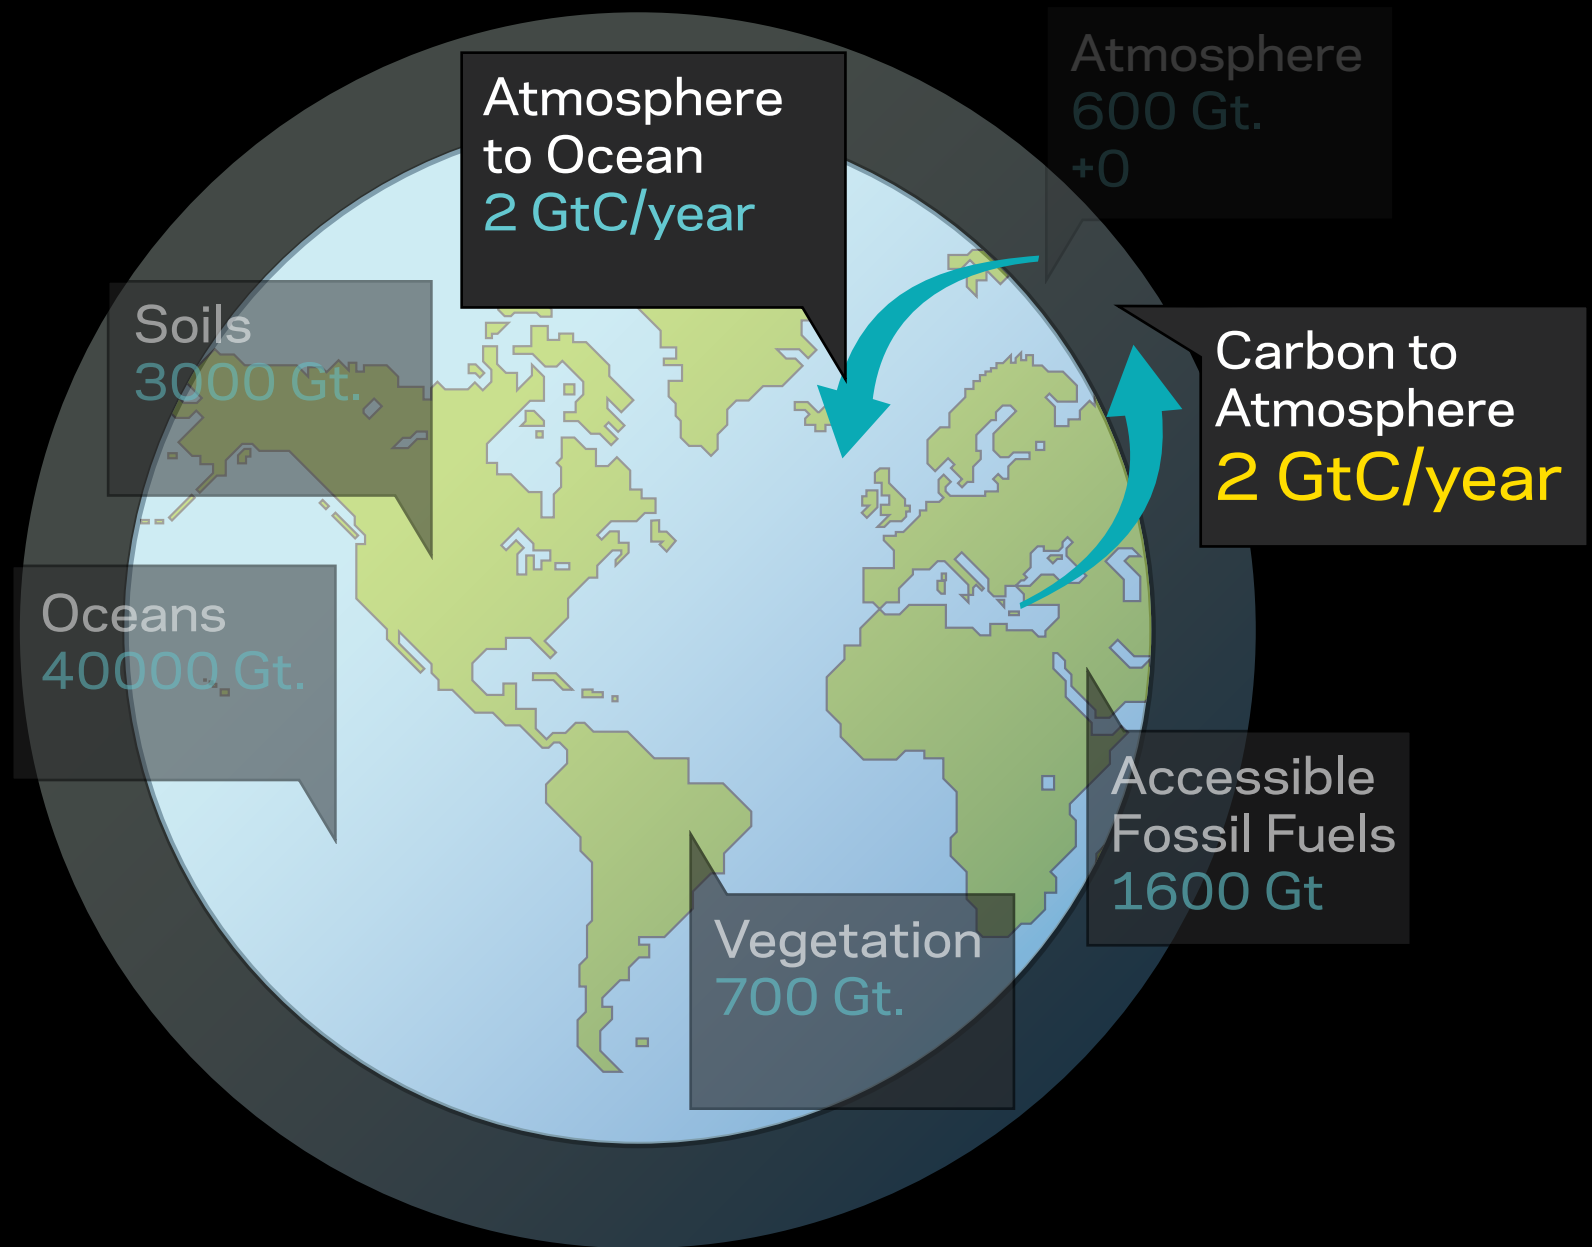 Atmosphere
to Ocean
2 GtC/year
Atmosphere
600 Gt.
+0
Soils
3000 Gt.
Carbon to
Atmosphere
2 GtC/year
Oceans
40000 Gt.
Accessible
Fossil Fuels
1600 Gt
Vegetation
700 Gt.